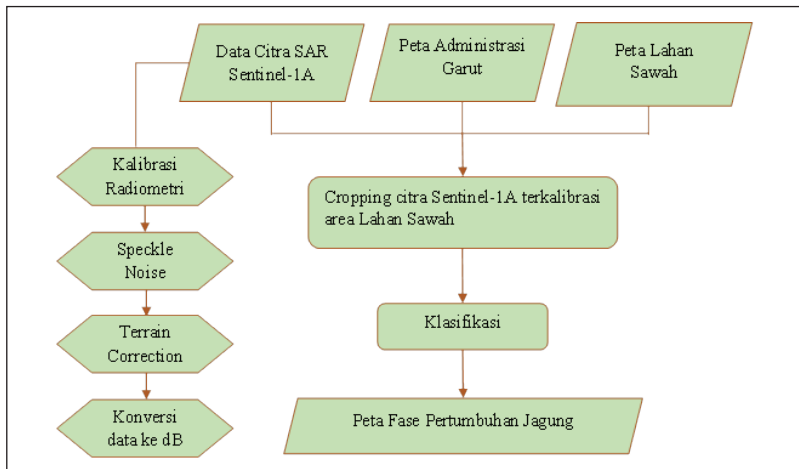 Data Citra SAR
Sentinel-1A
Peta Administrasi
Garut
Peta Lahan
Sawah
Kalibrasi
Radiometri
Cropping citra Sentinel-1A terkalibrasi
area Lahan Sawah
Speckle
Noise
Klasifikasi
Terrain
Correction
Konversi
data ke dB
Peta Fase Pertumbuhan Jagung